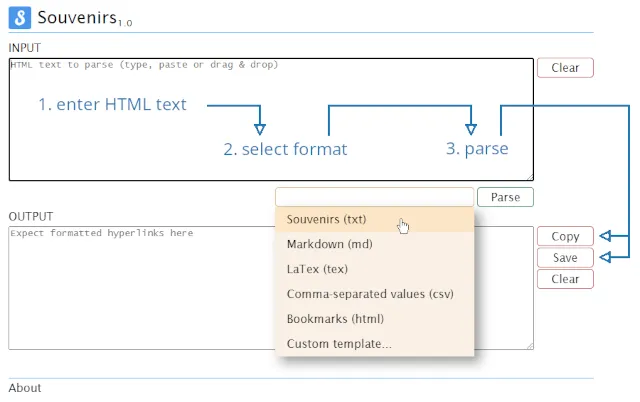 S Souvenirs1.0
INPUT
HTML text to parse (type, paste or drag & drop)
Clear
1. enter HTML text
2. select format
3. parse
Parse
OUTPUT
Souvenirs (txt)
Expect formatted hyperlinks here
Copy
Markdown (md)
Save
LaTex (tex)
Clear
Comma-separated values (csv)
Bookmarks (html)
Custom template...
About